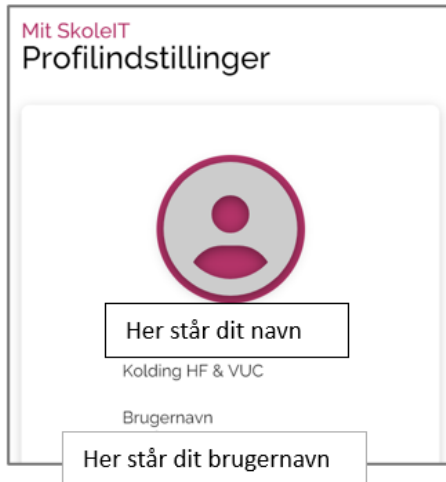 Mit SkoleIT
Profilindstillinger
Her står dit navn
Kolding HF & VUC
Brugernavn
Her står dit brugernavn